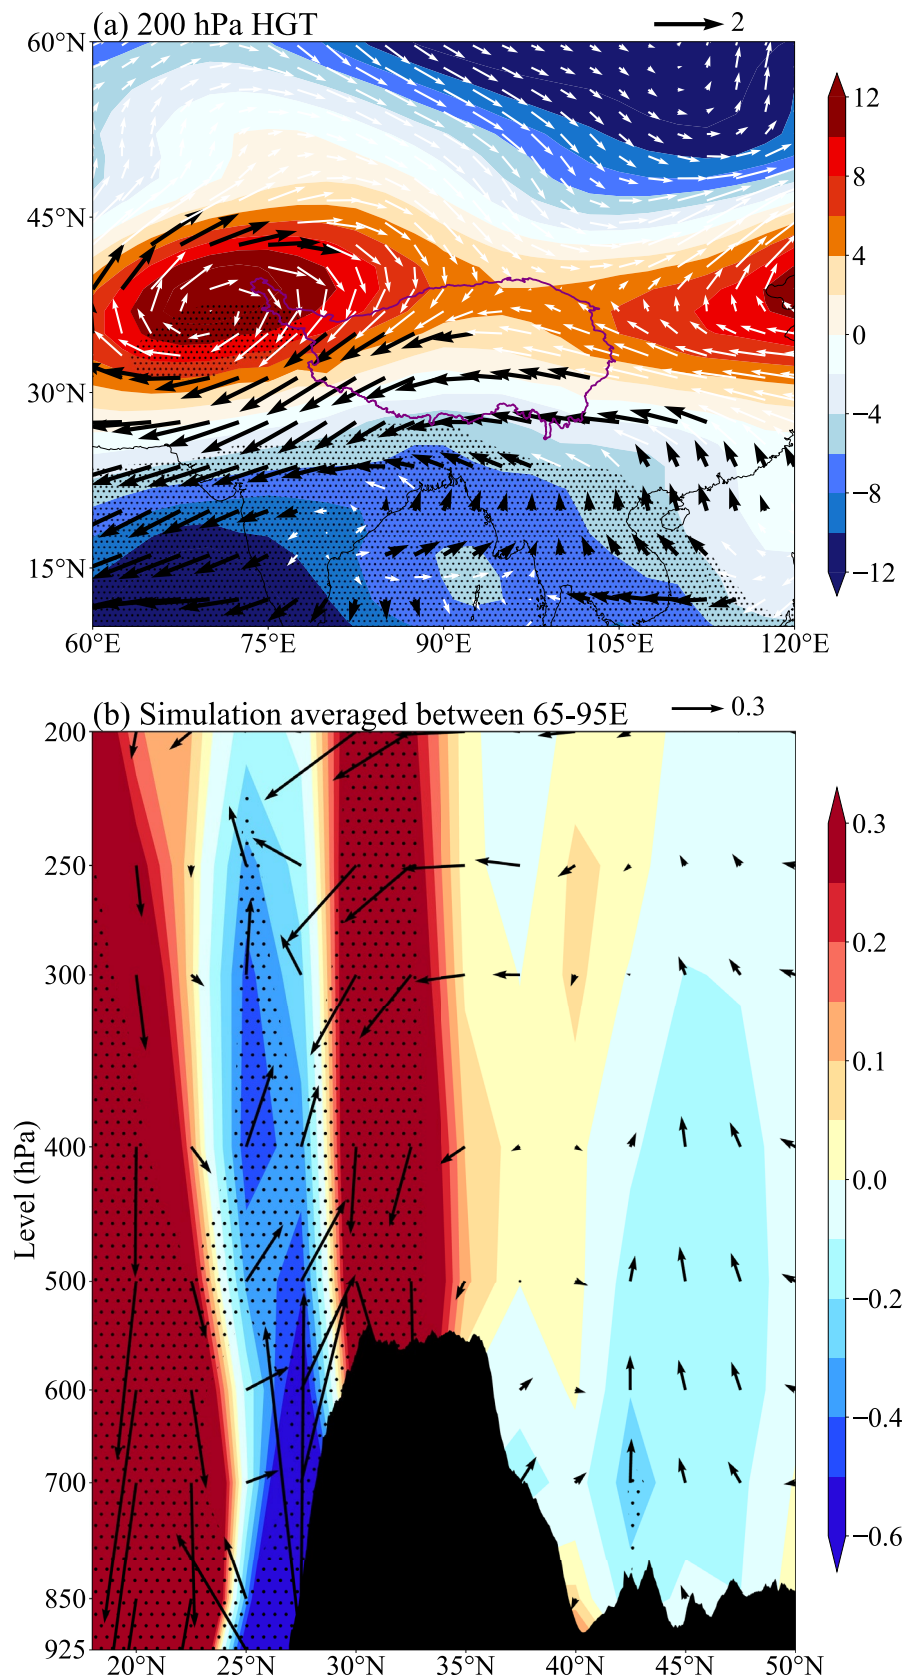 (a) 200 hPa HGT
2
60°N
45°N
30°N
15°N
60°E
75°E
90°E
105°E
120°E
12
8
4
0
−4
−8
−12
(b) Simulation averaged between 65-95E
0.3
Level (hPa)
200
250
300
400
500
600
700
850
925
20°N
25°N
30°N
35°N
40°N
45°N
50°N
0.3
0.2
0.1
0.0
−0.2
−0.4
−0.6